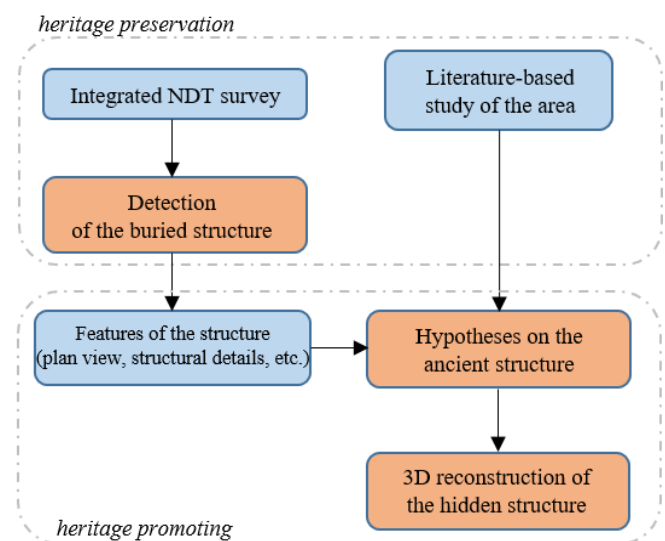 heritage preservation
Integrated NDT survey
Literature-based
study of the area
Detection
of the buried structure
Features of the structure
(plan view, structural details, etc.)
Hypotheses on the
ancient structure
3D reconstruction of
the hidden structure
heritage promoting